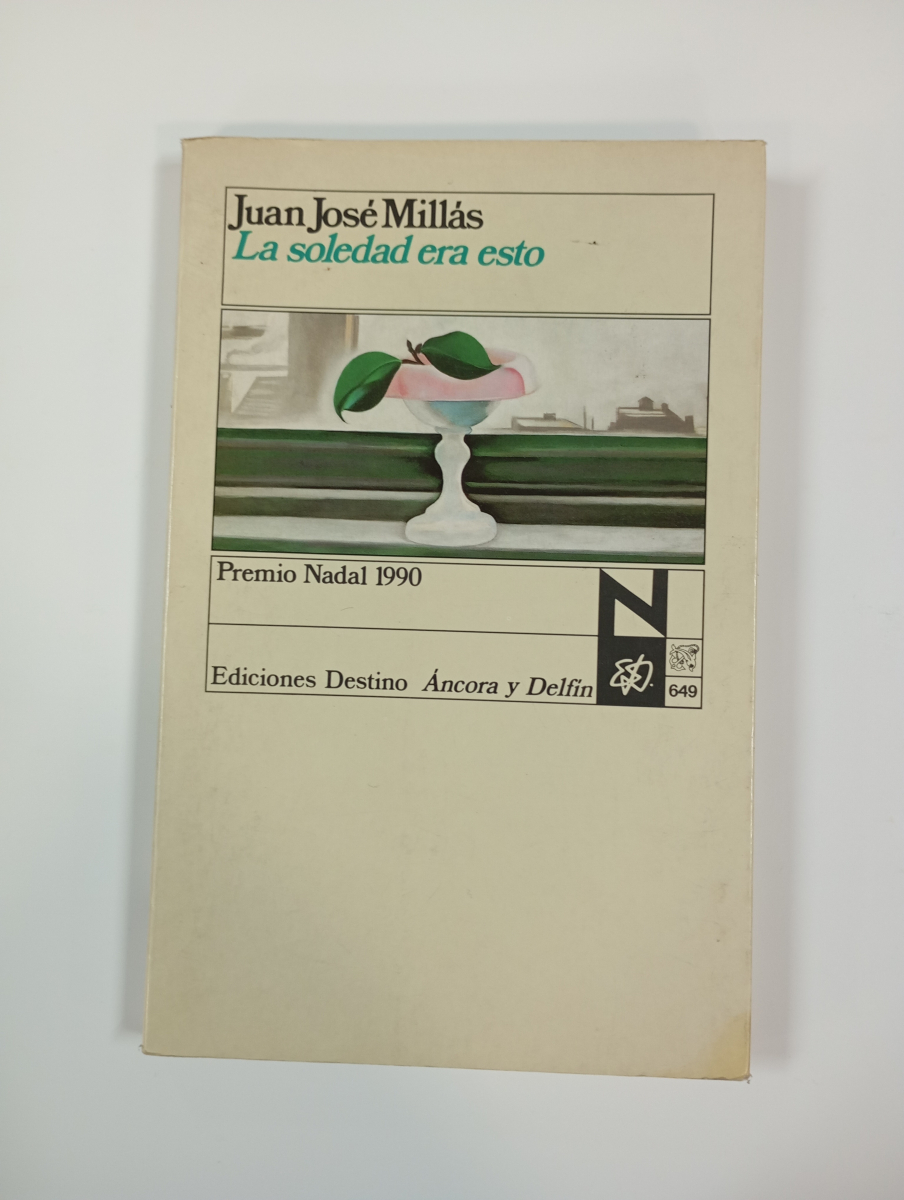 Juan José Millás
La soledad era esto
Premio Nadal 1990
N
Ediciones Destino Áncora y Delfín
649